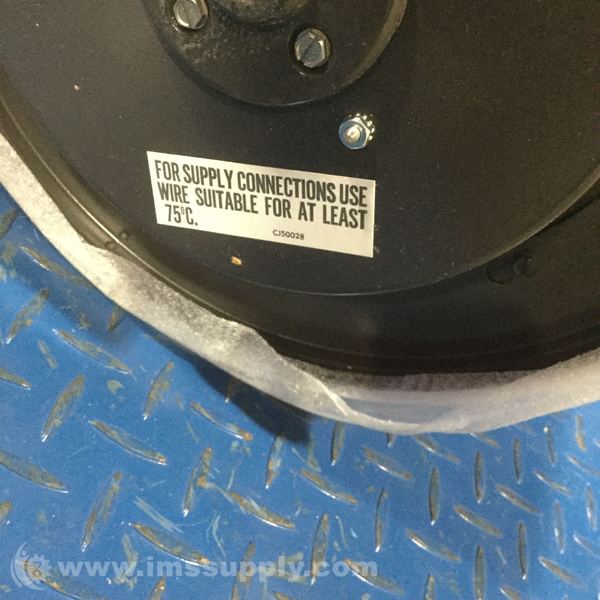 FOR SUPPLY CONNECTIONS USE
WIRE SUITABLE FOR AT LEAST
75°C.
CJ50028
www.imssupply.com